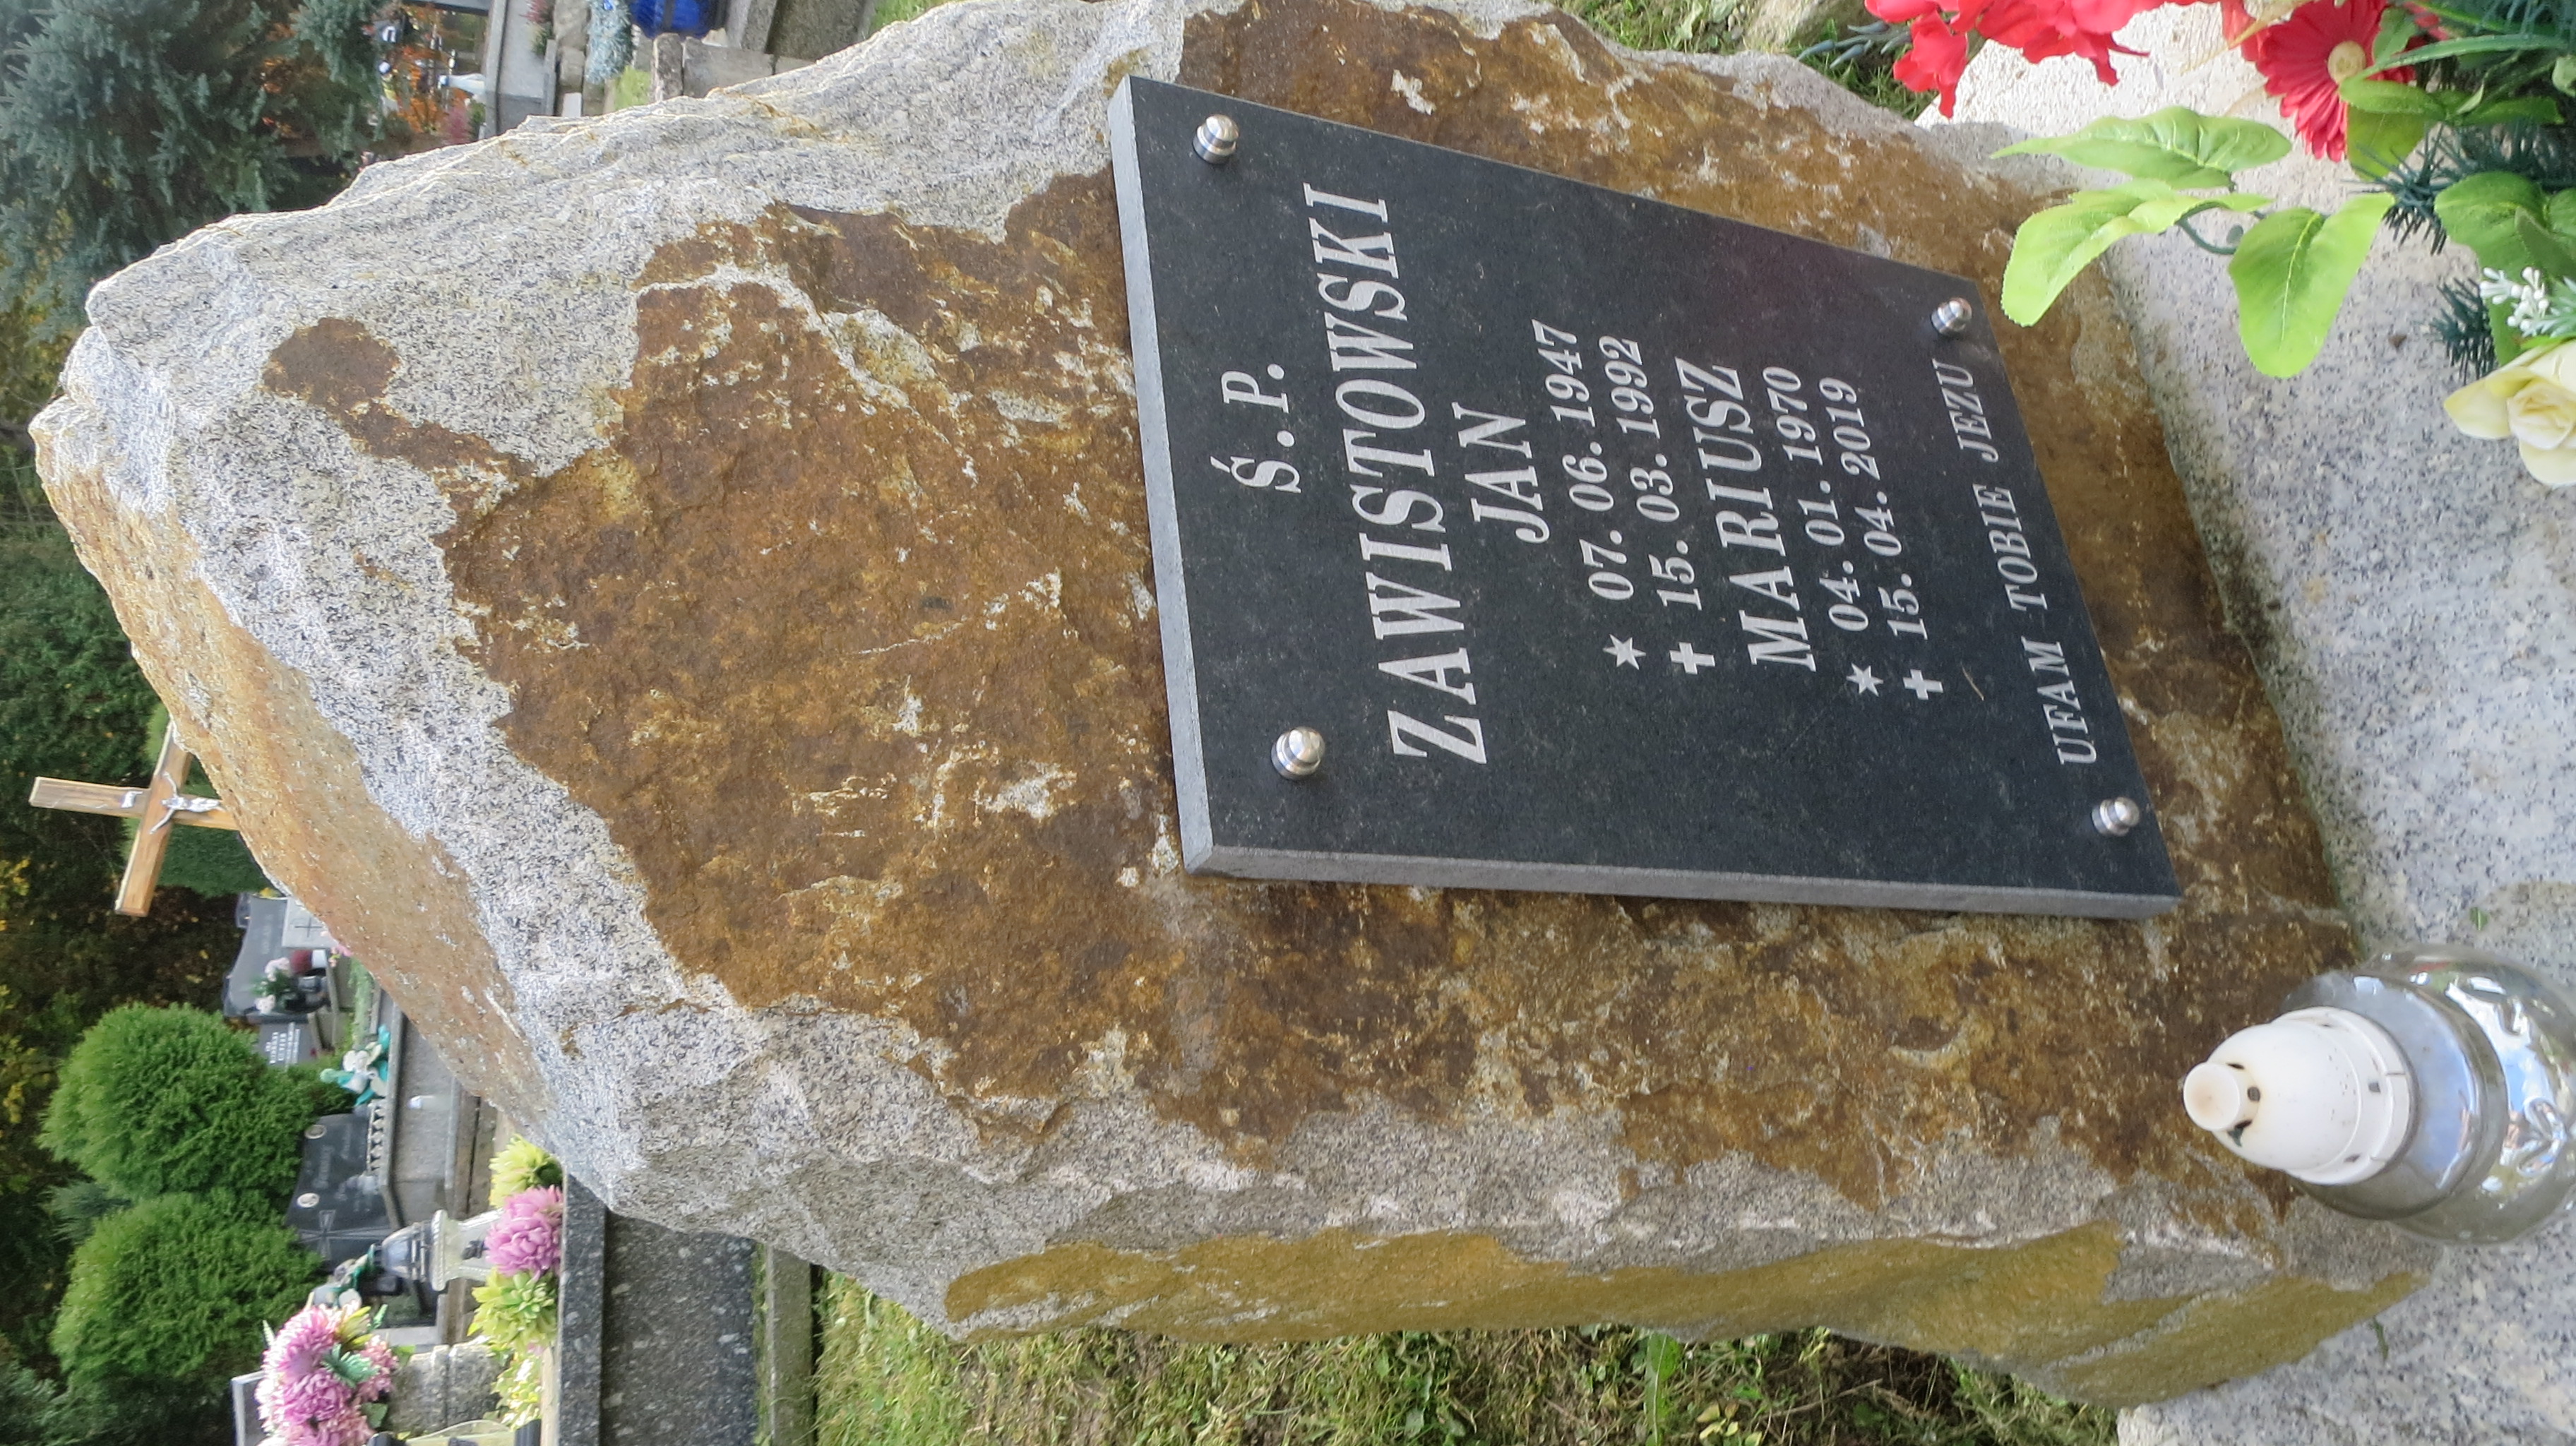 Ś.P.
ZAWISTOWSKI
JAN
✶ 07. 06. 1947
✝ 15. 03. 1992
MARIUSZ
✶ 04. 01. 1970
✝ 15. 04. 2019
UFAM TOBIE JEZU